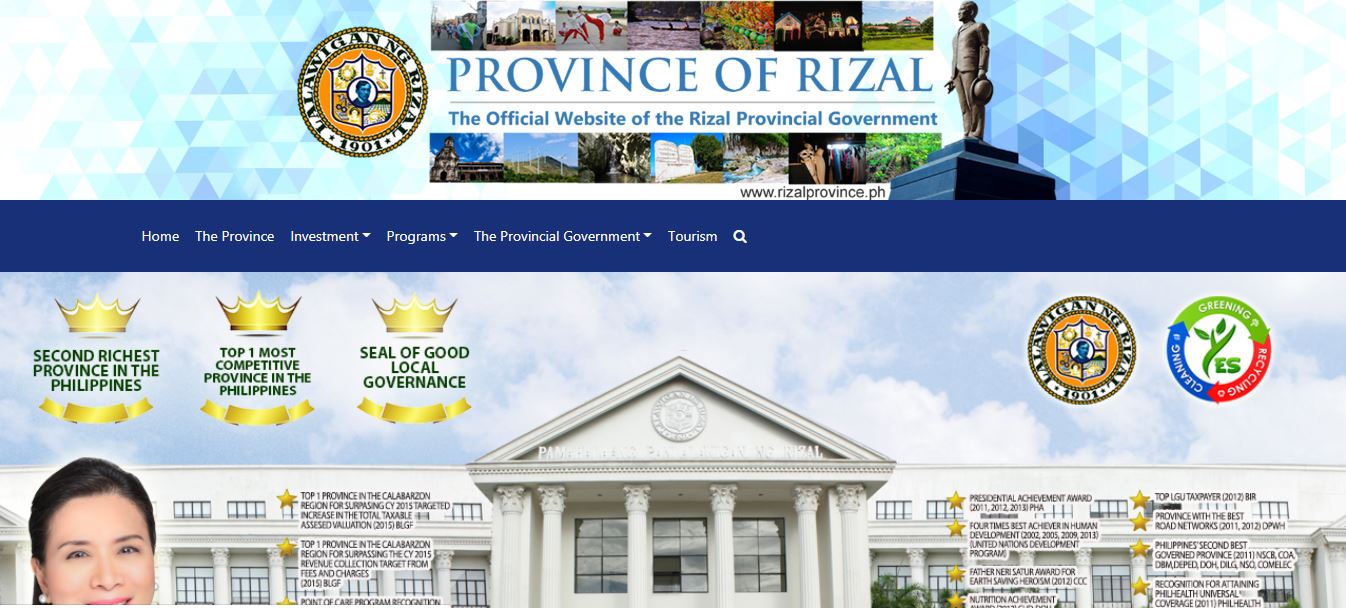 LALAWIGAN NG RIZAL
1901
PROVINCE OF RIZAL
The Official Website of the Rizal Provincial Government
www.rizalprovince.ph
Home The Province Investment Programs The Provincial Government Tourism
SECOND RICHEST
PROVINCE IN THE
PHILIPPINES
TOP 1 MOST
COMPETITIVE
PROVINCE IN THE
PHILIPPINES
SEAL OF GOOD
LOCAL
GOVERNANCE
LALAWIGAN NG RIZAL
1901
GREENING
RECYCLING
CLEANING
YES
NG RIZAL
TOP 1 PROVINCE IN THE CALABARZON
REGION FOR SURPASING CY 2015 TARGETED
INCREASE IN THE TOTAL TAXABLE
ASSESED VALUATION (2015) BLGF
TOP 1 PROVINCE IN THE CALABARZON
REGION FOR SURPASSING THE CY 2015
REVENUE COLLECTION TARGET FROM
FEES AND CHARGES
(2015) BLGF
POINT OF CARE PROGRAM RECOGNITION
PRESIDENTIAL ACHIEVEMENT AWARD
(2011, 2012, 2013) PHA
FOUR TIMES BEST ACHIEVER IN HUMAN
DEVELOPMENT (2002, 2005, 2009, 2013)
(UNITED NATIONS DEVELOPMENT
PROGRAM)
FATHER NERI SATUR AWARD FOR
EARTH SAVING HEROISM (2012) CCC
NUTRITION ACHIEVEMENT
TOP LGU TAXPAYER (2012) BIR
PROVINCE WITH THE BEST
ROAD NETWORKS (2011, 2012) DPWH
PHILIPPINES' SECOND BEST
GOVERNED PROVINCE (2011) NSCB, COA,
DBM, DEPED, DOH, DILG, NSO, COMELEC
RECOGNITION FOR ATTAINING
PHILHEALTH UNIVERSAL
COVERAGE (2011) PHILHEALTH